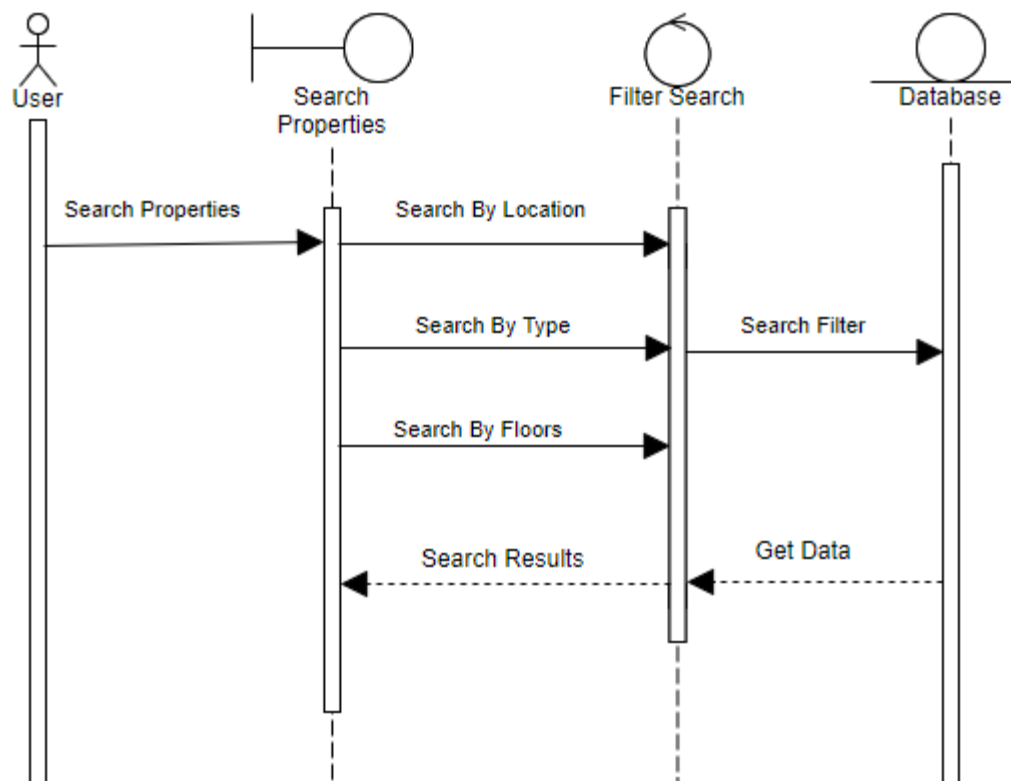 User
Search
Properties
Filter Search
Database
Search Properties
Search By Location
Search By Type
Search Filter
Search By Floors
Search Results
Get Data